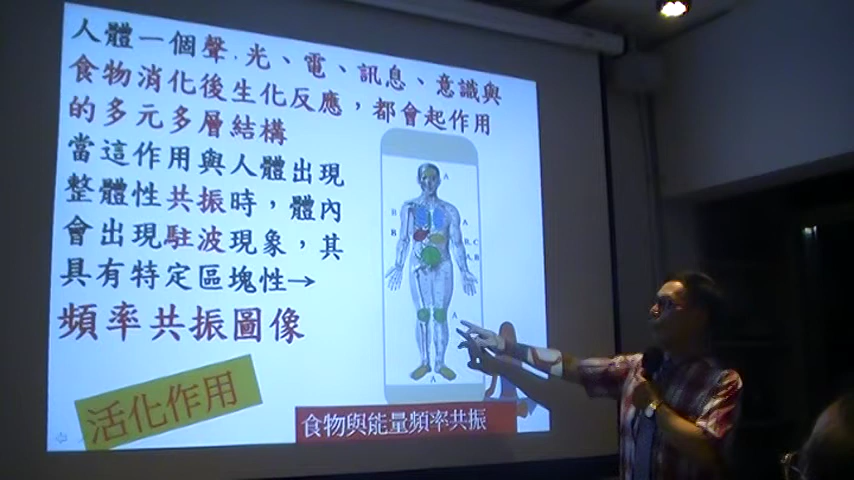 人體一個聲、光、電、訊息、意識與
食物消化後生化反應，都會起作用
的多元多層結構
當這作用與人體出現
整體性共振時，體內
會出現駐波現象，其
具有特定區塊性→
頻率共振圖像
A
B
B
A
B, C
A, B
A
A
活化作用
食物與能量頻率共振